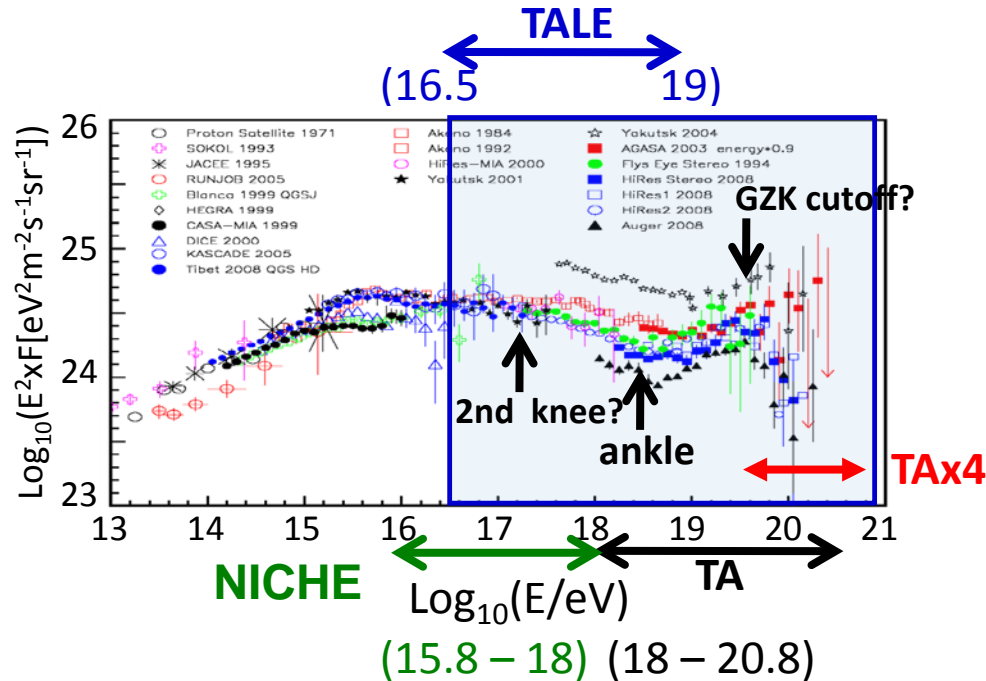 TALE
(16.5 19)
26
Proton Satellite 1971
SOKOL 1993
JACEE 1995
RUNJOB 2005
Blanca 1999 QGSJ
HEGRA 1999
CASA-MIA 1999
DICE 2000
KASCADE 2005
Tibet 2008 QGS HD
Akeno 1984
Akeno 1992
HiRes-MIA 2000
Yakutsk 2001
Yakutsk 2004
AGASA 2003 energy*0.9
Flys Eye Stereo 1994
HiRes Stereo 2008
HiRes1 2008
HiRes2 2008
Auger 2008
GZK cutoff?
25
24
23
Log₁₀(E²xF[eV²m⁻²s⁻¹sr⁻¹])
2nd knee?
ankle
TAx4
13 14 15 16 17 18 19 20 21
NICHE
TA
Log₁₀(E/eV)
(15.8 – 18) (18 – 20.8)